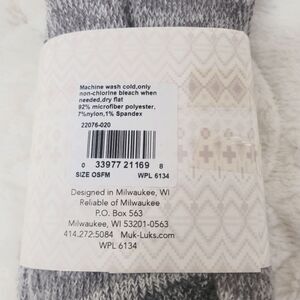 Machine wash cold,only
non-chlorine bleach when
needed,dry flat
92% microfiber polyester,
7%nylon,1% Spandex
22076-020
0 33977 21169 8
SIZE OSFM WPL 6134
Designed in Milwaukee, WI
Reliable of Milwaukee
P.O. Box 563
Milwaukee, WI 53201-0563
414.272.5084 Muk-Luks.com
WPL 6134